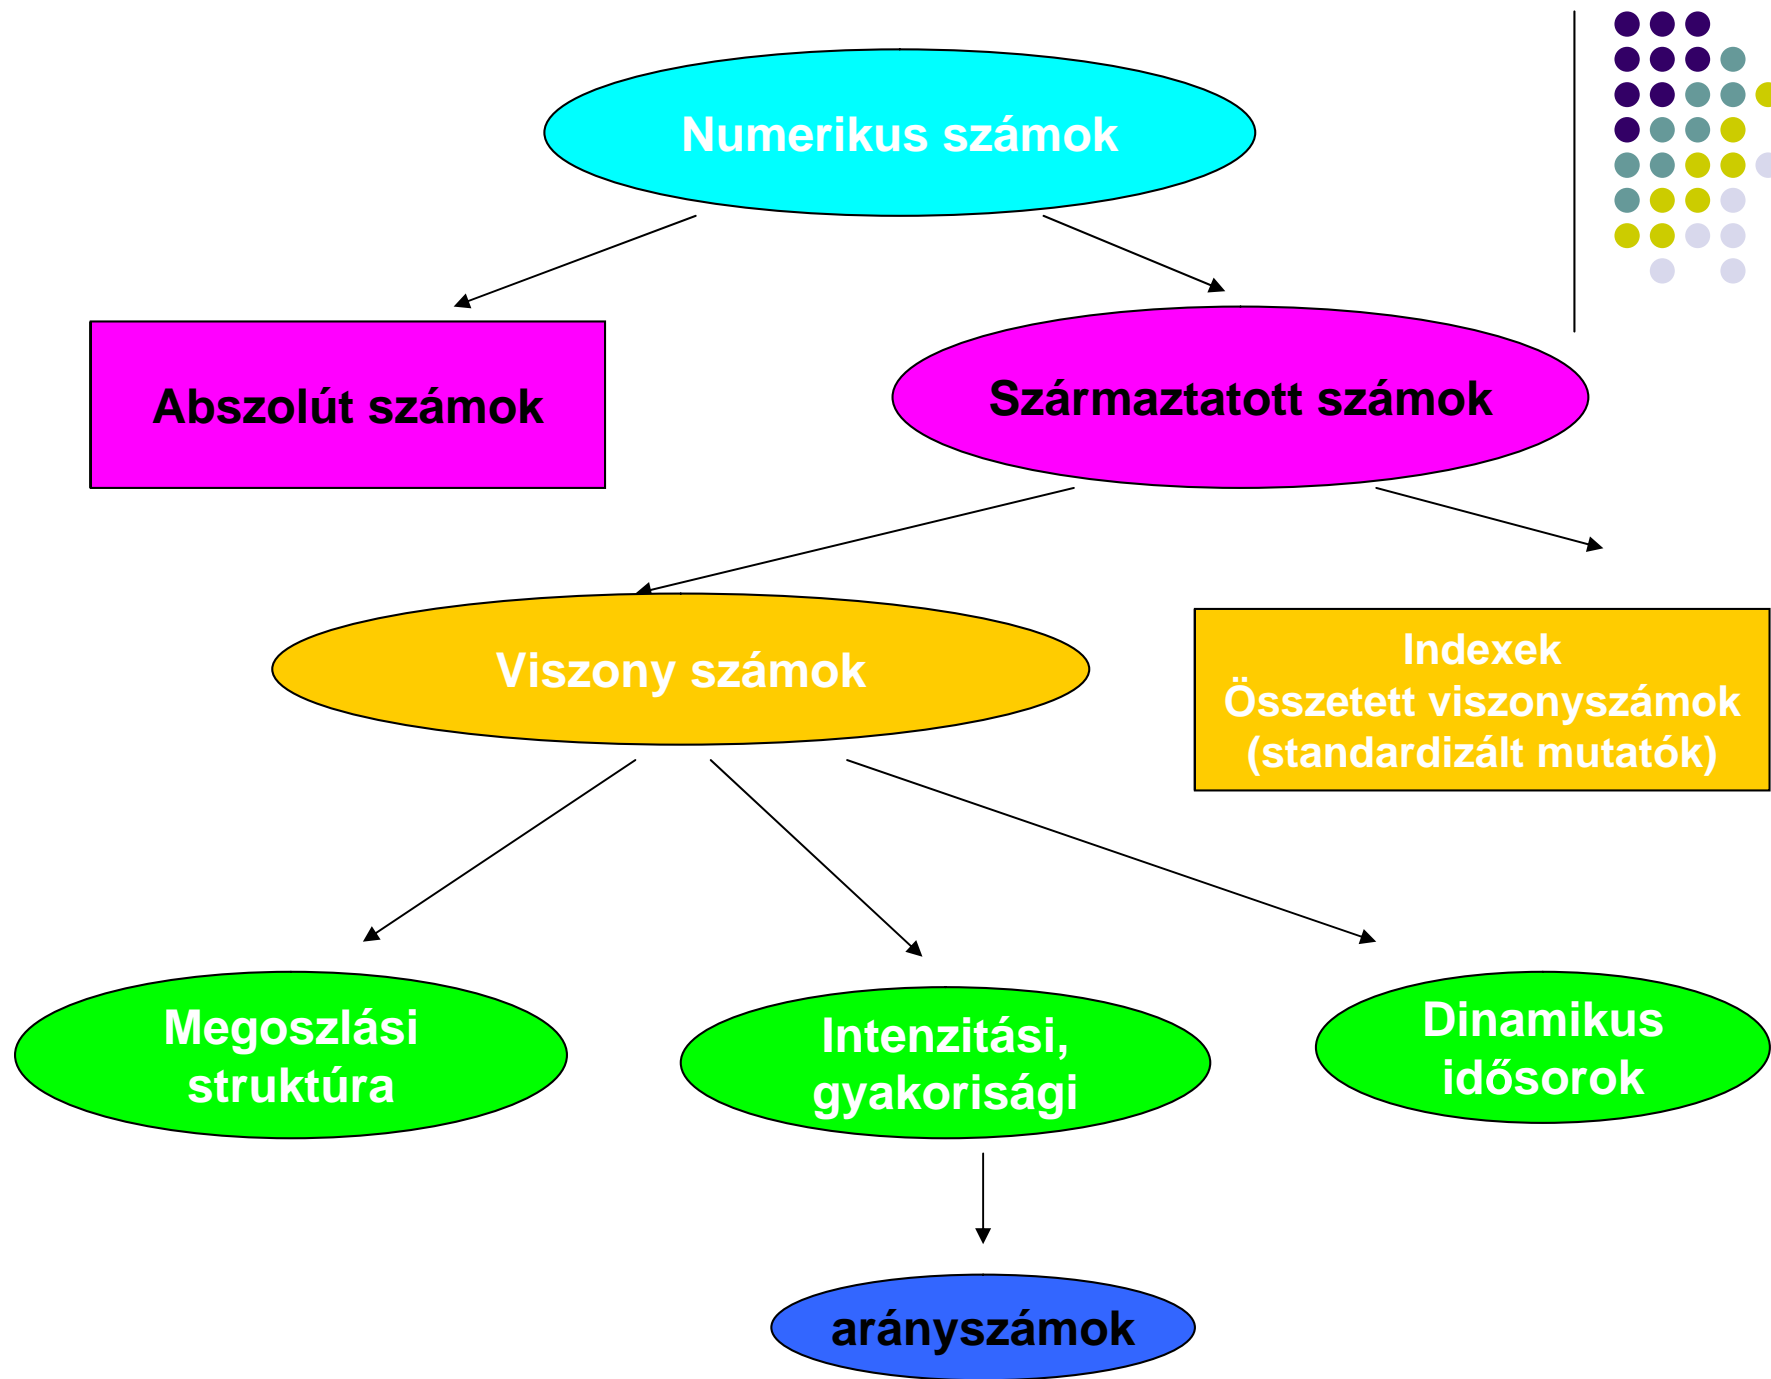 Numerikus számok
Abszolút számok
Származtatott számok
Viszony számok
Indexek
Összetett viszonyszámok
(standardizált mutatók)
Megoszlási
struktúra
Intenzitási,
gyakorisági
Dinamikus
idősorok
arányszámok